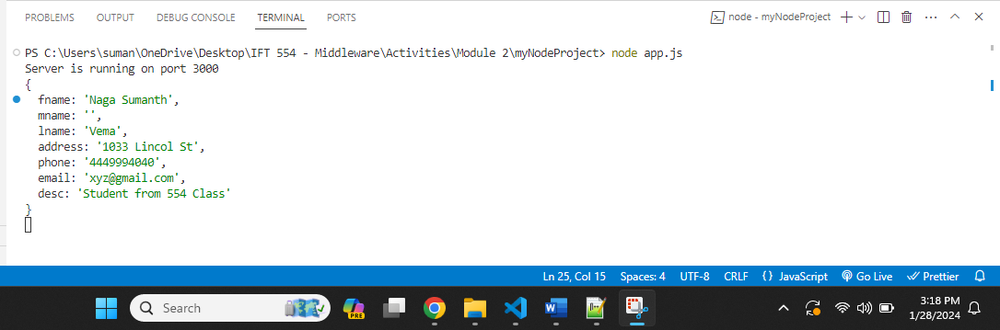 PROBLEMS OUTPUT DEBUG CONSOLE TERMINAL PORTS node - myNodeProject
PS C:\Users\suman\OneDrive\Desktop\IFT 554 - Middleware\Activities\Module 2\myNodeProject> node app.js
Server is running on port 3000
{
  fname: 'Naga Sumanth',
  mname: '',
  lname: 'Vema',
  address: '1033 Lincol St',
  phone: '4449994040',
  email: 'xyz@gmail.com',
  desc: 'Student from 554 Class'
}
Ln 25, Col 15 Spaces: 4 UTF-8 CRLF {} JavaScript Go Live Prettier
Search PRE 3:18 PM
1/28/2024